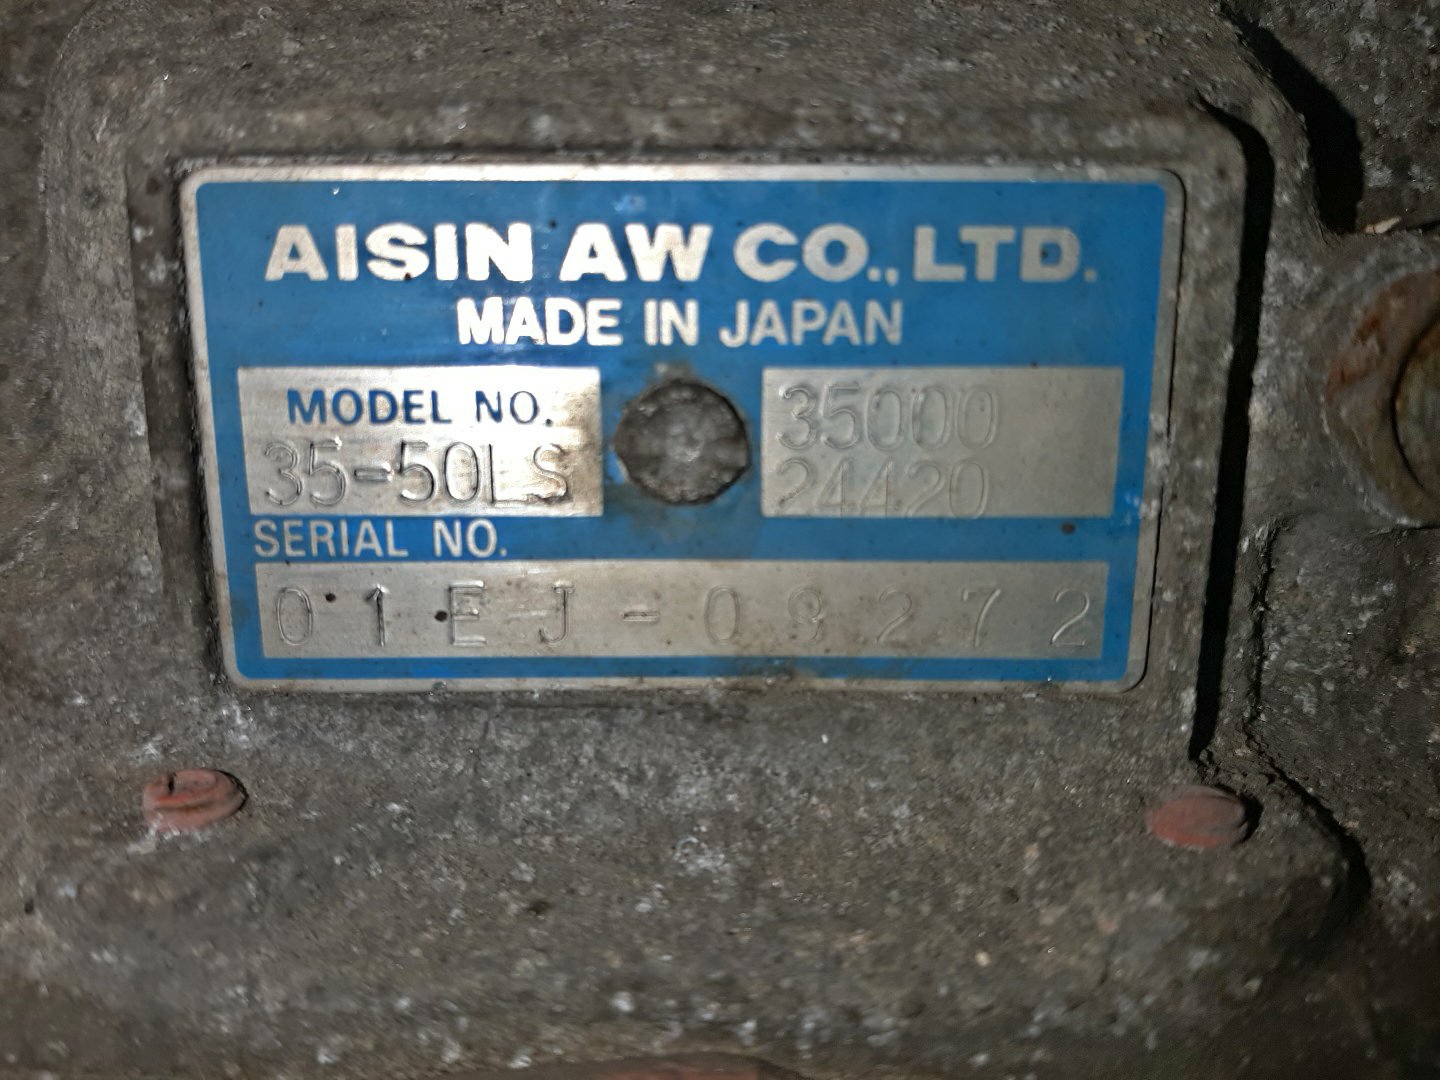 AISIN AW CO., LTD.
MADE IN JAPAN
MODEL NO.
35-50LS
35000
24420
SERIAL NO.
01EJ-09272